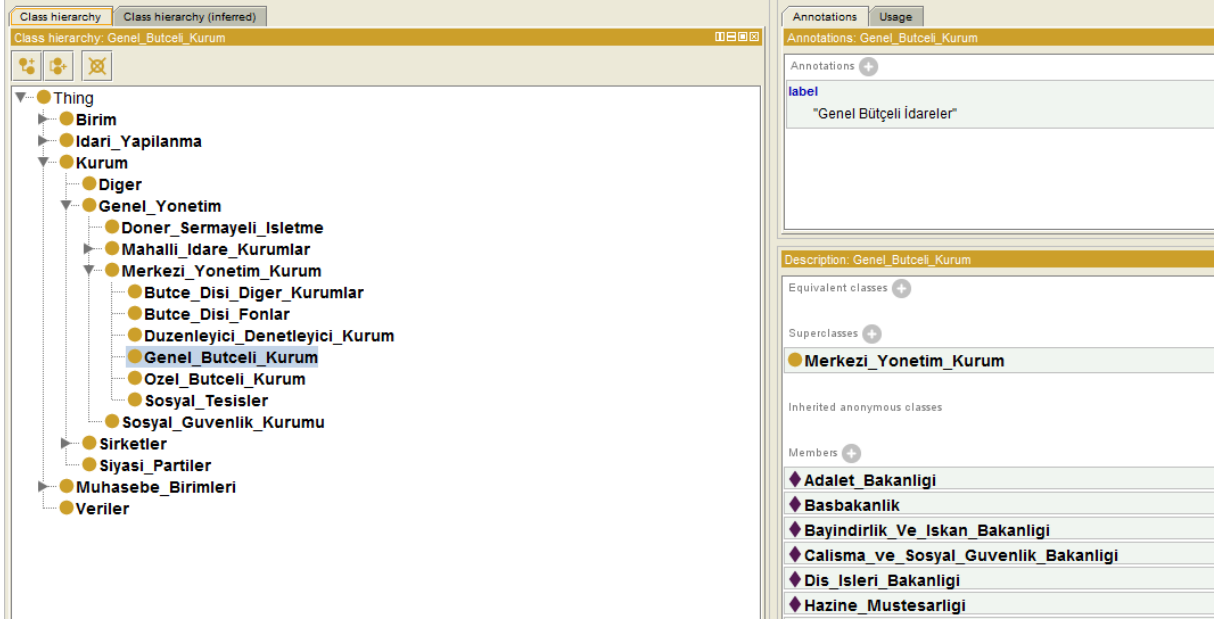 Class hierarchy
Class hierarchy (inferred)
Class hierarchy: Genel_Butceli_Kurum
Thing
Birim
Idari_Yapilanma
Kurum
Diger
Genel_Yonetim
Doner_Sermayeli_Isletme
Mahalli_Idare_Kurumlar
Merkezi_Yonetim_Kurum
Butce_Disi_Diger_Kurumlar
Butce_Disi_Fonlar
Duzenleyici_Denetleyici_Kurum
Genel_Butceli_Kurum
Ozel_Butceli_Kurum
Sosyal_Tesisler
Sosyal_Guvenlik_Kurumu
Sirketler
Siyasi_Partiler
Muhasebe_Birimleri
Veriler
Annotations
Usage
Annotations: Genel_Butceli_Kurum
Annotations
label
"Genel Bütçeli İdareler"
Description: Genel_Butceli_Kurum
Equivalent classes
Superclasses
Merkezi_Yonetim_Kurum
Inherited anonymous classes
Members
Adalet_Bakanligi
Basbakanlik
Bayindirlik_Ve_Iskan_Bakanligi
Calisma_ve_Sosyal_Guvenlik_Bakanligi
Dis_Isleri_Bakanligi
Hazine_Mustesarligi